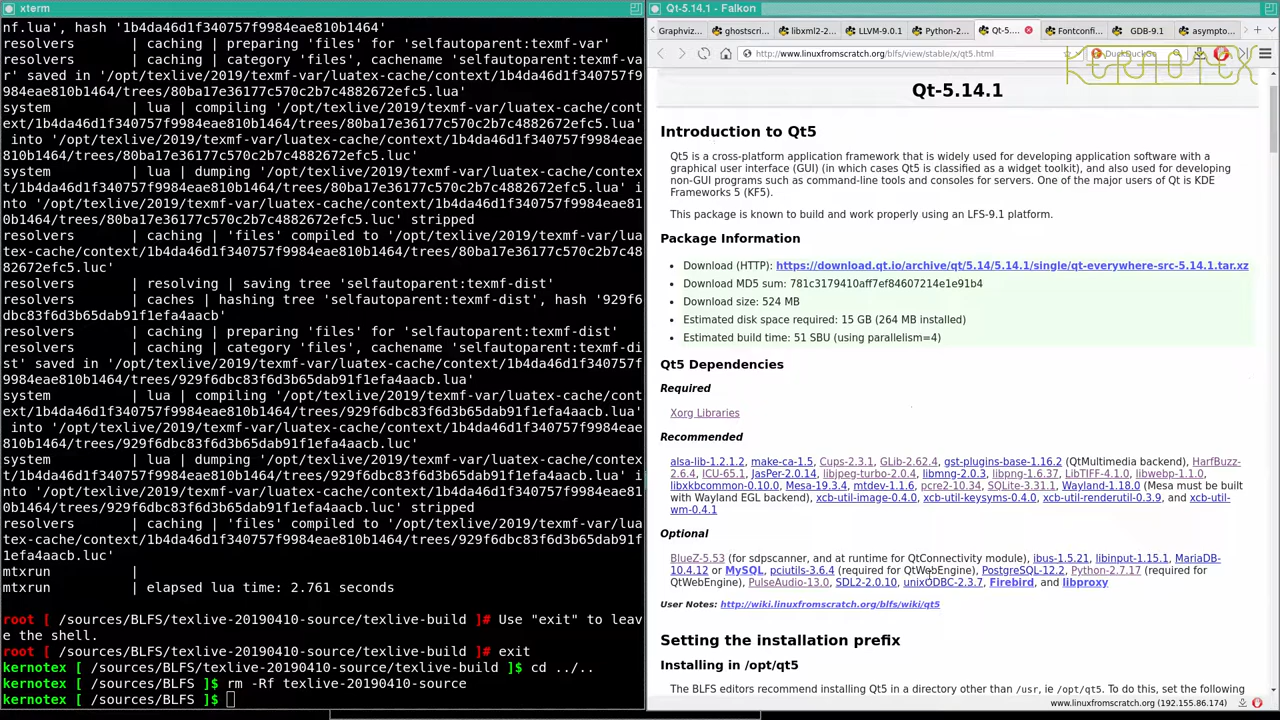 xterm
nf.lua', hash '1b4da46d1f340757f9984eae810b1464'
resolvers       | caching | preparing 'files' for 'selfautoparent:texmf-var'
resolvers       | caching | category 'files', cachename 'selfautoparent:texmf-va
r' saved in '/opt/texlive/2019/texmf-var/luatex-cache/context/1b4da46d1f340757f9
984eae810b1464/trees/80ba17e36177c570c2b7c4882672efc5.lua'
system          | lua | compiling '/opt/texlive/2019/texmf-var/luatex-cache/cont
ext/1b4da46d1f340757f9984eae810b1464/trees/80ba17e36177c570c2b7c4882672efc5.lua'
 into '/opt/texlive/2019/texmf-var/luatex-cache/context/1b4da46d1f340757f9984eae
810b1464/trees/80ba17e36177c570c2b7c4882672efc5.luc'
system          | lua | dumping '/opt/texlive/2019/texmf-var/luatex-cache/contex
t/1b4da46d1f340757f9984eae810b1464/trees/80ba17e36177c570c2b7c4882672efc5.lua' i
nto '/opt/texlive/2019/texmf-var/luatex-cache/context/1b4da46d1f340757f9984eae81
0b1464/trees/80ba17e36177c570c2b7c4882672efc5.luc' stripped
resolvers       | caching | 'files' compiled to '/opt/texlive/2019/texmf-var/lua
tex-cache/context/1b4da46d1f340757f9984eae810b1464/trees/80ba17e36177c570c2b7c48
82672efc5.luc'
resolvers       | resolving | saving tree 'selfautoparent:texmf-dist'
resolvers       | caches | hashing tree 'selfautoparent:texmf-dist', hash '929f6
dbc83f6d3b65dab91f1efa4aacb'
resolvers       | caching | preparing 'files' for 'selfautoparent:texmf-dist'
resolvers       | caching | category 'files', cachename 'selfautoparent:texmf-di
st' saved in '/opt/texlive/2019/texmf-var/luatex-cache/context/1b4da46d1f340757f
9984eae810b1464/trees/929f6dbc83f6d3b65dab91f1efa4aacb.lua'
system          | lua | compiling '/opt/texlive/2019/texmf-var/luatex-cache/cont
ext/1b4da46d1f340757f9984eae810b1464/trees/929f6dbc83f6d3b65dab91f1efa4aacb.lua'
 into '/opt/texlive/2019/texmf-var/luatex-cache/context/1b4da46d1f340757f9984eae
810b1464/trees/929f6dbc83f6d3b65dab91f1efa4aacb.luc'
system          | lua | dumping '/opt/texlive/2019/texmf-var/luatex-cache/contex
t/1b4da46d1f340757f9984eae810b1464/trees/929f6dbc83f6d3b65dab91f1efa4aacb.lua' i
nto '/opt/texlive/2019/texmf-var/luatex-cache/context/1b4da46d1f340757f9984eae81
0b1464/trees/929f6dbc83f6d3b65dab91f1efa4aacb.luc' stripped
resolvers       | caching | 'files' compiled to '/opt/texlive/2019/texmf-var/lua
tex-cache/context/1b4da46d1f340757f9984eae810b1464/trees/929f6dbc83f6d3b65dab91f
1efa4aacb.luc'
mtxrun          |
mtxrun          | elapsed lua time: 2.761 seconds
root [ /sources/BLFS/texlive-20190410-source/texlive-build ]# Use "exit" to leav
e the shell.
root [ /sources/BLFS/texlive-20190410-source/texlive-build ]# exit
kernotex [ /sources/BLFS/texlive-20190410-source/texlive-build ]$ cd ../..
kernotex [ /sources/BLFS ]$ rm -Rf texlive-20190410-source
kernotex [ /sources/BLFS ]$
Qt-5.14.1 - Falkon
Graphviz... ghostscri... libxml2-... LLVM-9.0.1 Python-2... Qt-5.... Fontconfi... GDB-9.1 asympto...
http://www.linuxfromscratch.org/blfs/view/stable/x/qt5.html DuckDuckGo
KERNOTEX
Qt-5.14.1
Introduction to Qt5
Qt5 is a cross-platform application framework that is widely used for developing application software with a
graphical user interface (GUI) (in which cases Qt5 is classified as a widget toolkit), and also used for developing
non-GUI programs such as command-line tools and consoles for servers. One of the major users of Qt is KDE
Frameworks 5 (KF5).
This package is known to build and work properly using an LFS-9.1 platform.
Package Information
• Download (HTTP): https://download.qt.io/archive/qt/5.14/5.14.1/single/qt-everywhere-src-5.14.1.tar.xz
• Download MD5 sum: 781c3179410aff7ef84607214e1e91b4
• Download size: 524 MB
• Estimated disk space required: 15 GB (264 MB installed)
• Estimated build time: 51 SBU (using parallelism=4)
Qt5 Dependencies
Required
Xorg Libraries
Recommended
alsa-lib-1.2.1.2, make-ca-1.5, Cups-2.3.1, GLib-2.62.4, gst-plugins-base-1.16.2 (QtMultimedia backend), HarfBuzz-
2.6.4, ICU-65.1, JasPer-2.0.14, libjpeg-turbo-2.0.4, libmng-2.0.3, libpng-1.6.37, LibTIFF-4.1.0, libwebp-1.1.0,
libxkbcommon-0.10.0, Mesa-19.3.4, mtdev-1.1.6, pcre2-10.34, SQLite-3.31.1, Wayland-1.18.0 (Mesa must be built
with Wayland EGL backend), xcb-util-image-0.4.0, xcb-util-keysyms-0.4.0, xcb-util-renderutil-0.3.9, and xcb-util-
wm-0.4.1
Optional
BlueZ-5.53 (for sdpscanner, and at runtime for QtConnectivity module), ibus-1.5.21, libinput-1.15.1, MariaDB-
10.4.12 or MySQL, pciutils-3.6.4 (required for QtWebEngine), PostgreSQL-12.2, Python-2.7.17 (required for
QtWebEngine), PulseAudio-13.0, SDL2-2.0.10, unixODBC-2.3.7, Firebird, and libproxy
User Notes: http://wiki.linuxfromscratch.org/blfs/wiki/qt5
Setting the installation prefix
Installing in /opt/qt5
The BLFS editors recommend installing Qt5 in a directory other than /usr, ie /opt/qt5. To do this, set the following
www.linuxfromscratch.org (192.155.86.174)